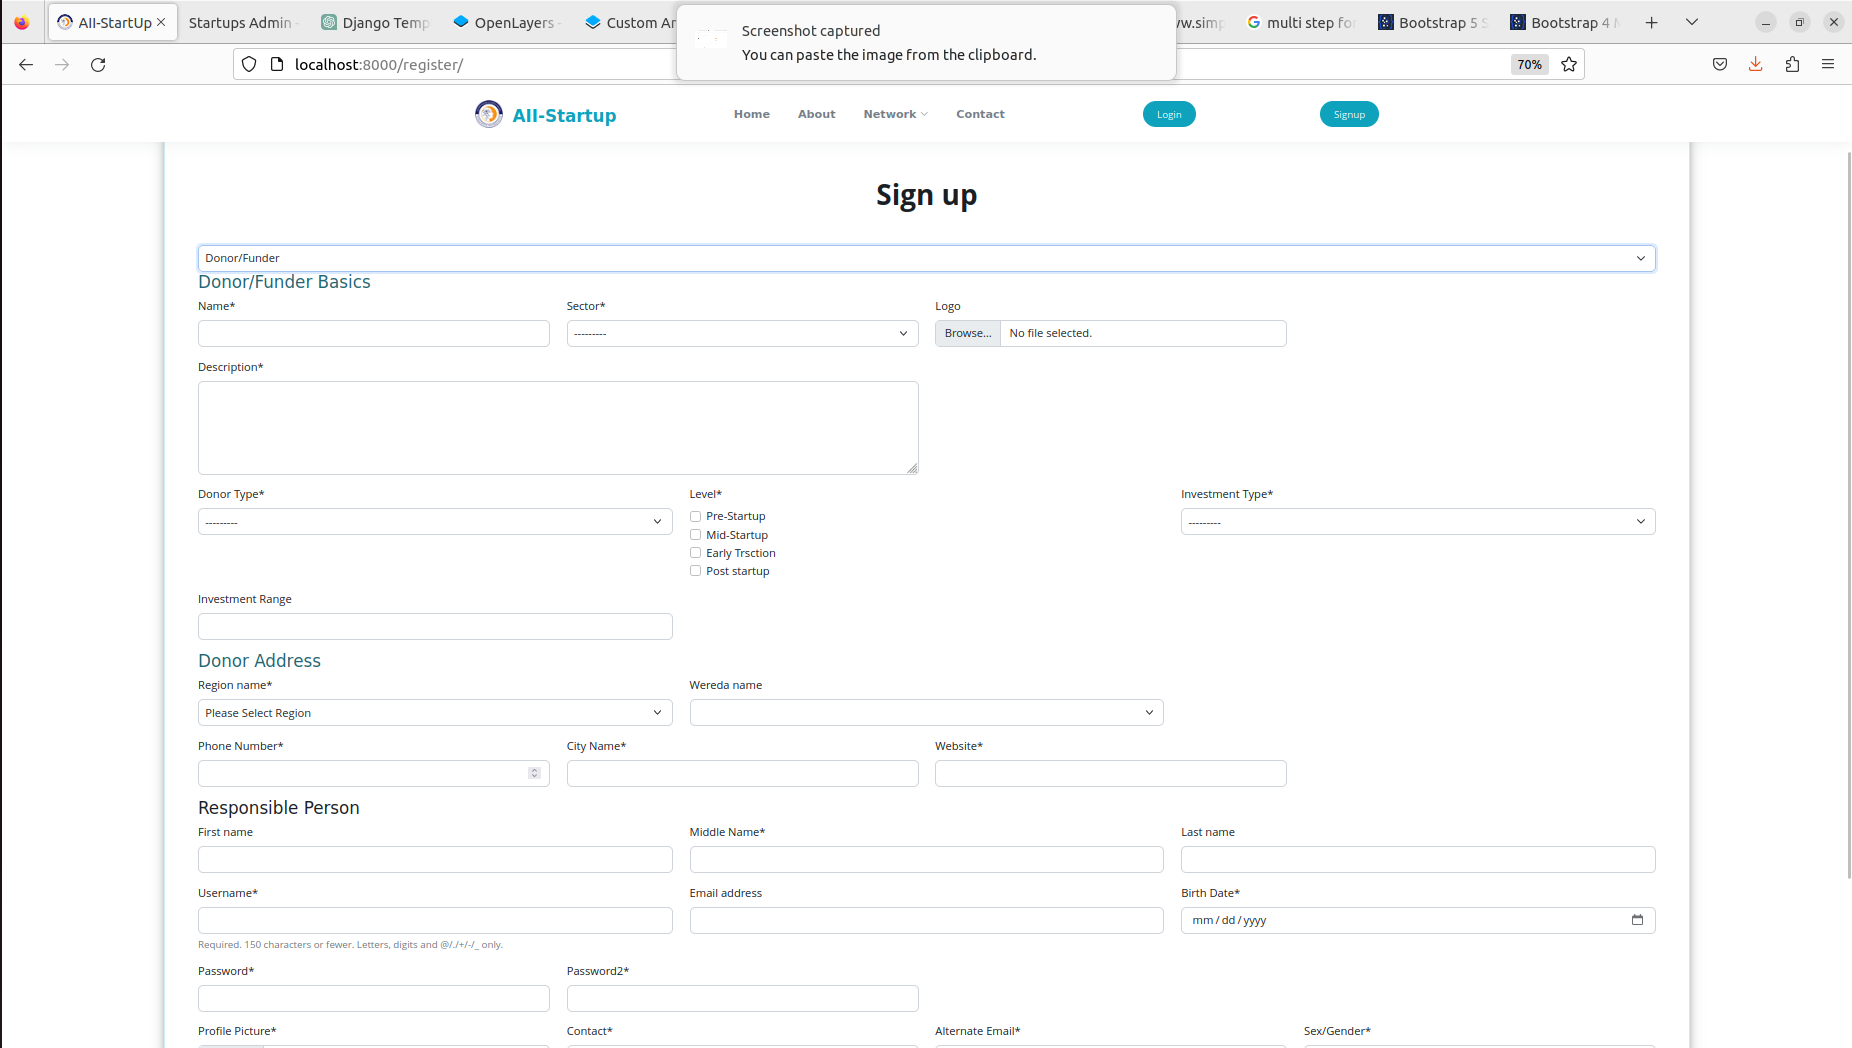 All-StartUp
Startups Admin
Django Temp
OpenLayers
Custom Ar
Screenshot captured
You can paste the image from the clipboard.
multi step fo
Bootstrap 5 S
Bootstrap 4 M
localhost:8000/register/
70%
All-Startup
Home
About
Network
Contact
Login
Signup
Sign up
Donor/Funder
Donor/Funder Basics
Name*
Sector*
Logo
---------
Browse...
No file selected.
Description*
Donor Type*
Level*
Investment Type*
---------
Pre-Startup
---------
Mid-Startup
Early Trsction
Post startup
Investment Range
Donor Address
Region name*
Wereda name
Please Select Region
Phone Number*
City Name*
Website*
Responsible Person
First name
Middle Name*
Last name
Username*
Email address
Birth Date*
mm / dd / yyyy
Required. 150 characters or fewer. Letters, digits and @/./+/-/_ only.
Password*
Password2*
Profile Picture*
Contact*
Alternate Email*
Sex/Gender*